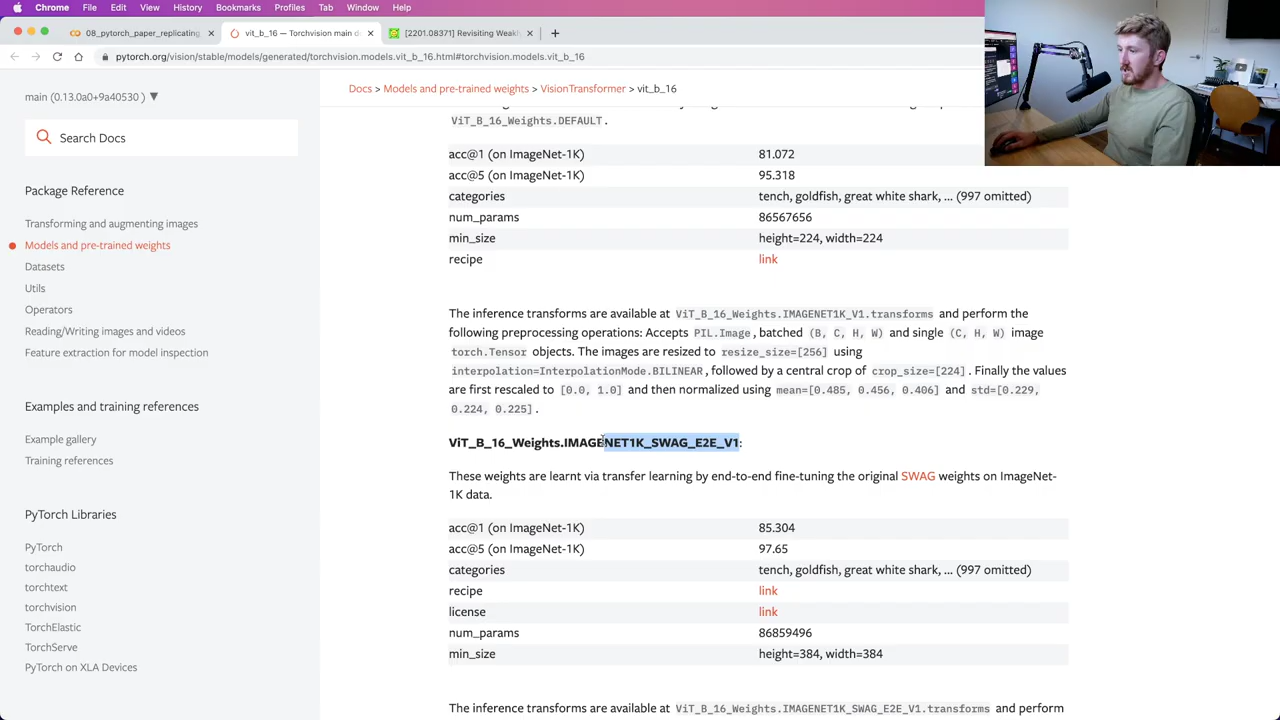 Chrome File Edit View History Bookmarks Profiles Tab Window Help
08_pytorch_paper_replicating
vit_b_16 — Torchvision main d
[2201.08371] Revisiting Weakl
pytorch.org/vision/stable/models/generated/torchvision.models.vit_b_16.html#torchvision.models.vit_b_16
main (0.13.0a0+9a40530 ) ▼
Search Docs
Package Reference
Transforming and augmenting images
Models and pre-trained weights
Datasets
Utils
Operators
Reading/Writing images and videos
Feature extraction for model inspection
Examples and training references
Example gallery
Training references
PyTorch Libraries
PyTorch
torchaudio
torchtext
torchvision
TorchElastic
TorchServe
PyTorch on XLA Devices
Docs > Models and pre-trained weights > VisionTransformer > vit_b_16
ViT_B_16_Weights.DEFAULT.
acc@1 (on ImageNet-1K) 81.072
acc@5 (on ImageNet-1K) 95.318
categories tench, goldfish, great white shark, ... (997 omitted)
num_params 86567656
min_size height=224, width=224
recipe link
The inference transforms are available at ViT_B_16_Weights.IMAGENET1K_V1.transforms and perform the
following preprocessing operations: Accepts PIL.Image, batched (B, C, H, W) and single (C, H, W) image
torch.Tensor objects. The images are resized to resize_size=[256] using
interpolation=InterpolationMode.BILINEAR, followed by a central crop of crop_size=[224]. Finally the values
are first rescaled to [0.0, 1.0] and then normalized using mean=[0.485, 0.456, 0.406] and std=[0.229,
0.224, 0.225].
ViT_B_16_Weights.IMAGENET1K_SWAG_E2E_V1:
These weights are learnt via transfer learning by end-to-end fine-tuning the original SWAG weights on ImageNet-
1K data.
acc@1 (on ImageNet-1K) 85.304
acc@5 (on ImageNet-1K) 97.65
categories tench, goldfish, great white shark, ... (997 omitted)
recipe link
license link
num_params 86859496
min_size height=384, width=384
The inference transforms are available at ViT_B_16_Weights.IMAGENET1K_SWAG_E2E_V1.transforms and perform